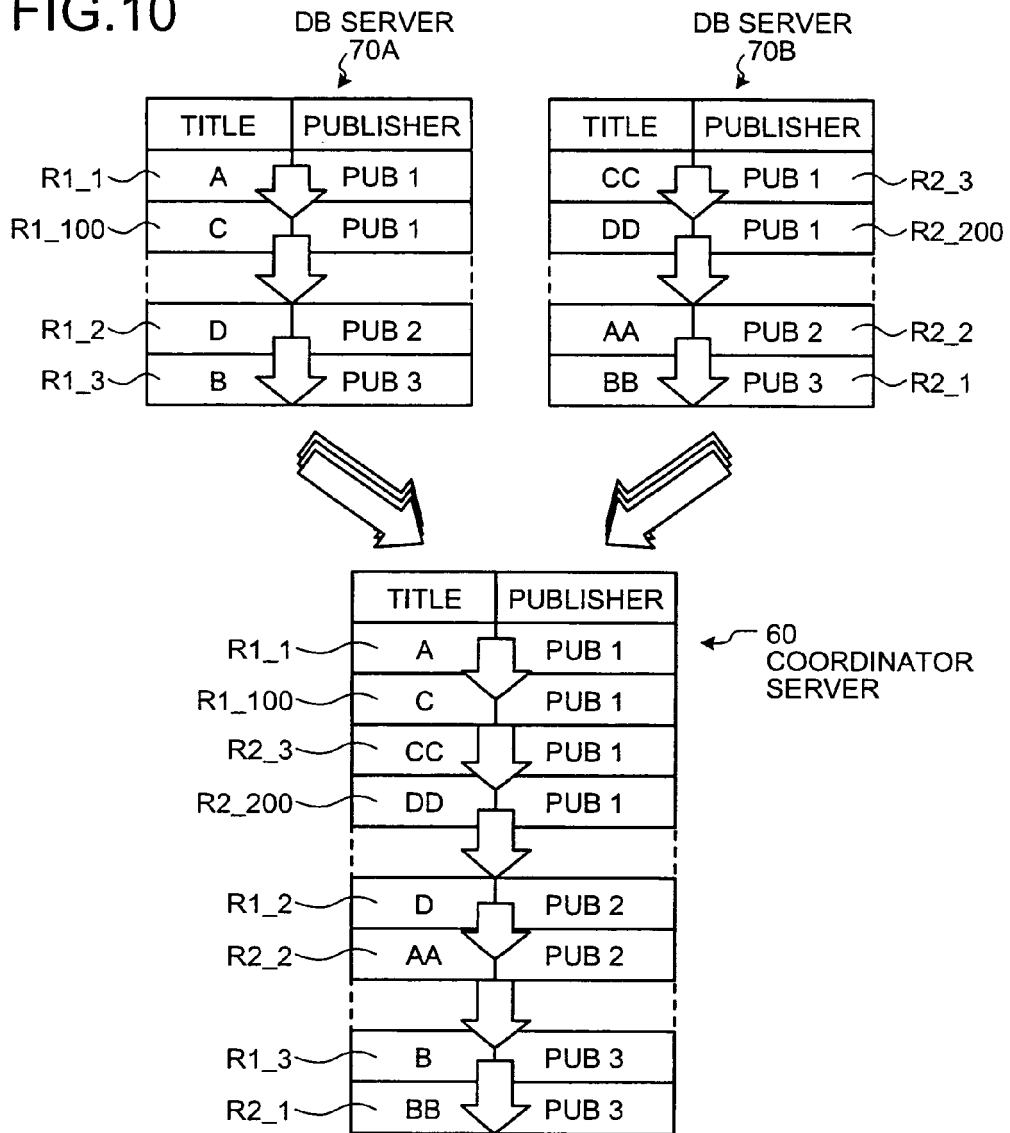 FIG.10
DB SERVER
70A
TITLE PUBLISHER
R1_1 A PUB 1
R1_100 C PUB 1
R1_2 D PUB 2
R1_3 B PUB 3
DB SERVER
70B
TITLE PUBLISHER
CC PUB 1 R2_3
DD PUB 1 R2_200
AA PUB 2 R2_2
BB PUB 3 R2_1
TITLE PUBLISHER
R1_1 A PUB 1
R1_100 C PUB 1
R2_3 CC PUB 1
R2_200 DD PUB 1
R1_2 D PUB 2
R2_2 AA PUB 2
R1_3 B PUB 3
R2_1 BB PUB 3
60
COORDINATOR
SERVER